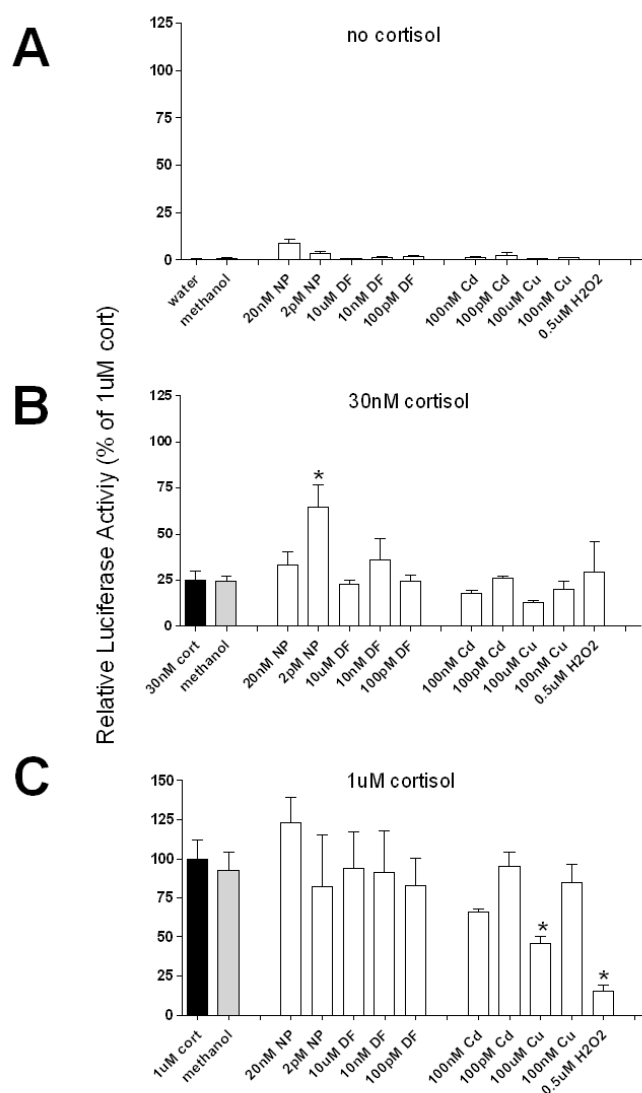 A
no cortisol
125
100
75
50
25
0
water
methanol
20nM NP
2pM NP
10uM DF
10nM DF
100pM DF
100nM Cd
100pM Cd
100uM Cu
100nM Cu
0.5uM H2O2
Relative Luciferase Activiy (% of 1uM cort)
B
30nM cortisol
125
100
75
50
25
0
*
30nM cort
methanol
20nM NP
2pM NP
10uM DF
10nM DF
100pM DF
100nM Cd
100pM Cd
100uM Cu
100nM Cu
0.5uM H2O2
C
1uM cortisol
150
125
100
75
50
25
0
*
*
1uM cort
methanol
20nM NP
2pM NP
10uM DF
10nM DF
100pM DF
100nM Cd
100pM Cd
100uM Cu
100nM Cu
0.5uM H2O2